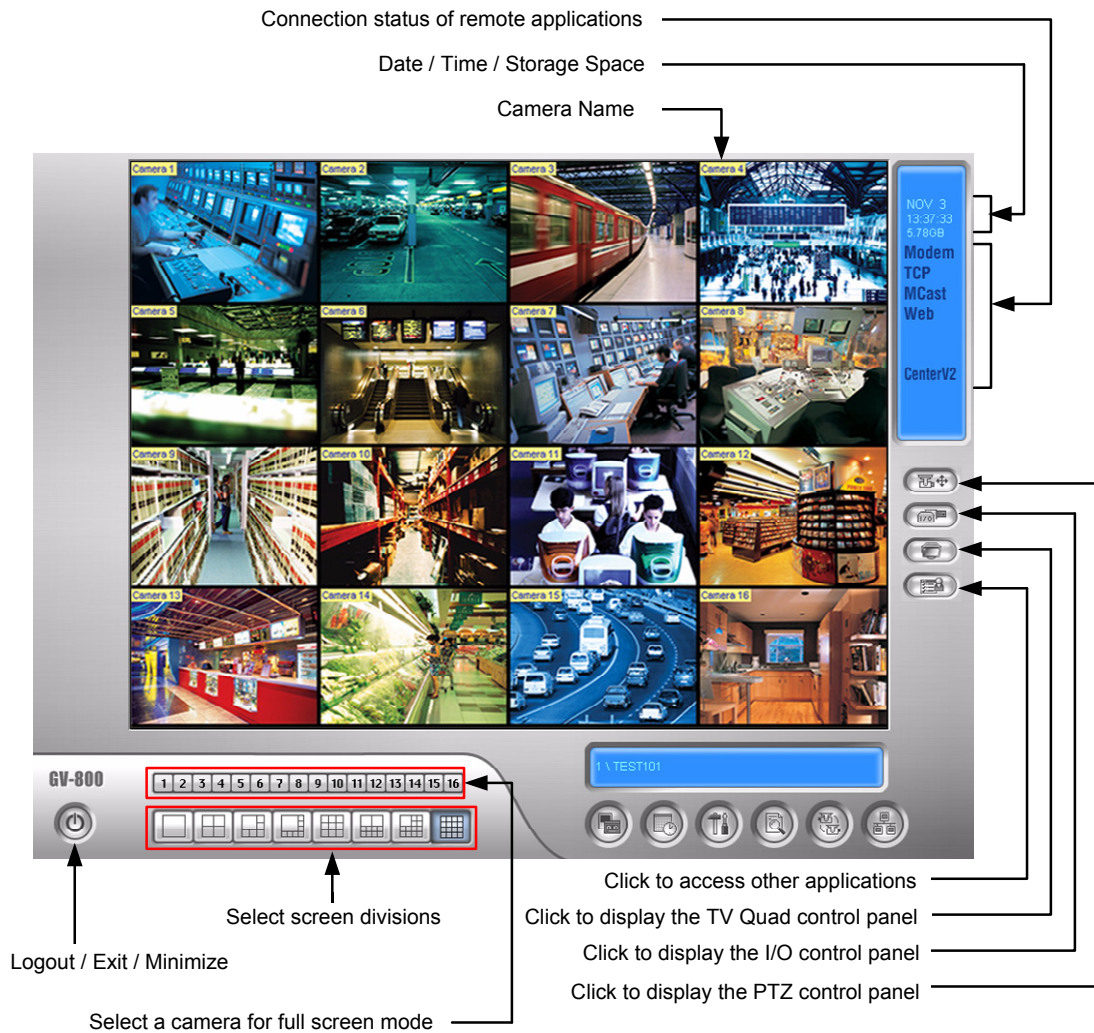 Connection status of remote applications
Date / Time / Storage Space
Camera Name
Camera 1
Camera 2
Camera 3
Camera 4
NOV 3
13:37:33
5.78GB
Modem
TCP
MCast
Web
CenterV2
Camera 5
Camera 6
Camera 7
Camera 8
Camera 9
Camera 10
Camera 11
Camera 12
I/O
Camera 13
Camera 14
Camera 15
Camera 16
GV-800
1 2 3 4 5 6 7 8 9 10 11 12 13 14 15 16
1 \ TEST101
Click to access other applications
Select screen divisions
Click to display the TV Quad control panel
Logout / Exit / Minimize
Click to display the I/O control panel
Click to display the PTZ control panel
Select a camera for full screen mode